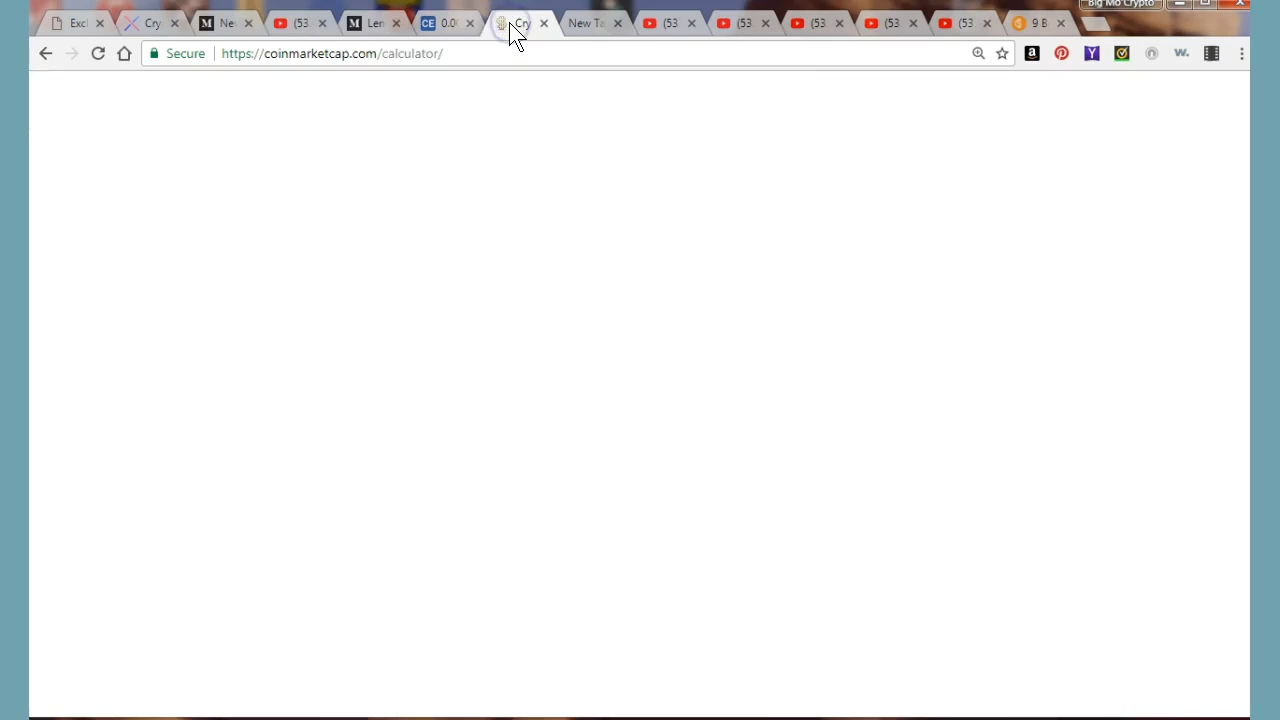 Big Mo Crypto
Excl Cry Ne (53 Len 0.0 Cry New Ta (53 (53 (53 (53 (53 9 B
Secure https://coinmarketcap.com/calculator/